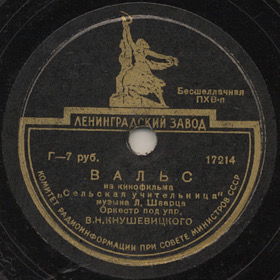 Бесшеллачная
ПХВ-п
ЛЕНИНГРАДСКИЙ ЗАВОД
Г—7 руб. 17214
ВАЛЬС
из кинофильма
„Сельская учительница"
музыка Л. Шварца
Оркестр под упр.
В.Н.КНУШЕВИЦКОГО
КОМИТЕТ РАДИОИНФОРМАЦИИ ПРИ СОВЕТЕ МИНИСТРОВ СССР